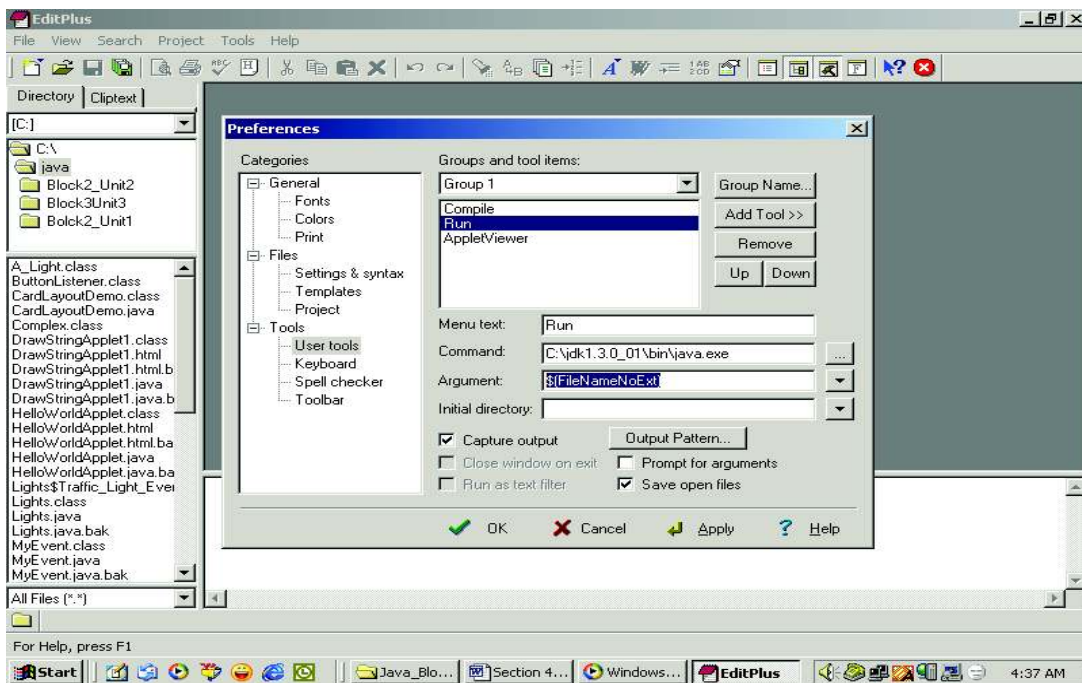 EditPlus
File View Search Project Tools Help
Directory Cliptext
[C:]
C:\
java
Block2_Unit2
Block3Unit3
Bolck2_Unit1
A_Light.class
ButtonListener.class
CardLayoutDemo.class
CardLayoutDemo.java
Complex.class
DrawStringApplet1.class
DrawStringApplet1.html
DrawStringApplet1.html.b
DrawStringApplet1.java
DrawStringApplet1.java.b
HelloWorldApplet.class
HelloWorldApplet.html
HelloWorldApplet.html.ba
HelloWorldApplet.java
HelloWorldApplet.java.ba
Lights$Traffic_Light_Ever
Lights.class
Lights.java
Lights.java.bak
MyEvent.class
MyEvent.java
MyEvent.java.bak
All Files (*.*)
Preferences
Categories
General
Fonts
Colors
Print
Files
Settings & syntax
Templates
Project
Tools
User tools
Keyboard
Spell checker
Toolbar
Groups and tool items:
Group 1
Compile
Run
AppletViewer
Group Name...
Add Tool >>
Remove
Up Down
Menu text: Run
Command: C:\jdk1.3.0_01\bin\java.exe ...
Argument: $(FileNameNoExt)
Initial directory:
Capture output Output Pattern...
Close window on exit Prompt for arguments
Run as text filter Save open files
OK Cancel Apply ? Help
For Help, press F1
Start Java_Blo... Section 4... Windows... EditPlus 4:37 AM